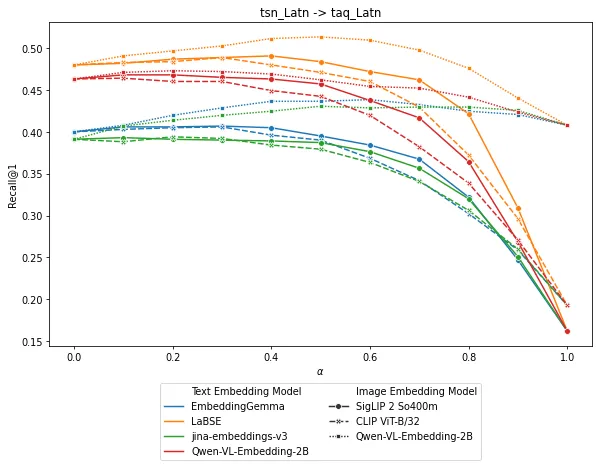 tsn_Latn -> taq_Latn
Recall@1
0.50
0.45
0.40
0.35
0.30
0.25
0.20
0.15
0.0
0.2
0.4
0.6
0.8
1.0
α
Text Embedding Model
EmbeddingGemma
LaBSE
jina-embeddings-v3
Qwen-VL-Embedding-2B
Image Embedding Model
SigLIP 2 So400m
CLIP ViT-B/32
Qwen-VL-Embedding-2B